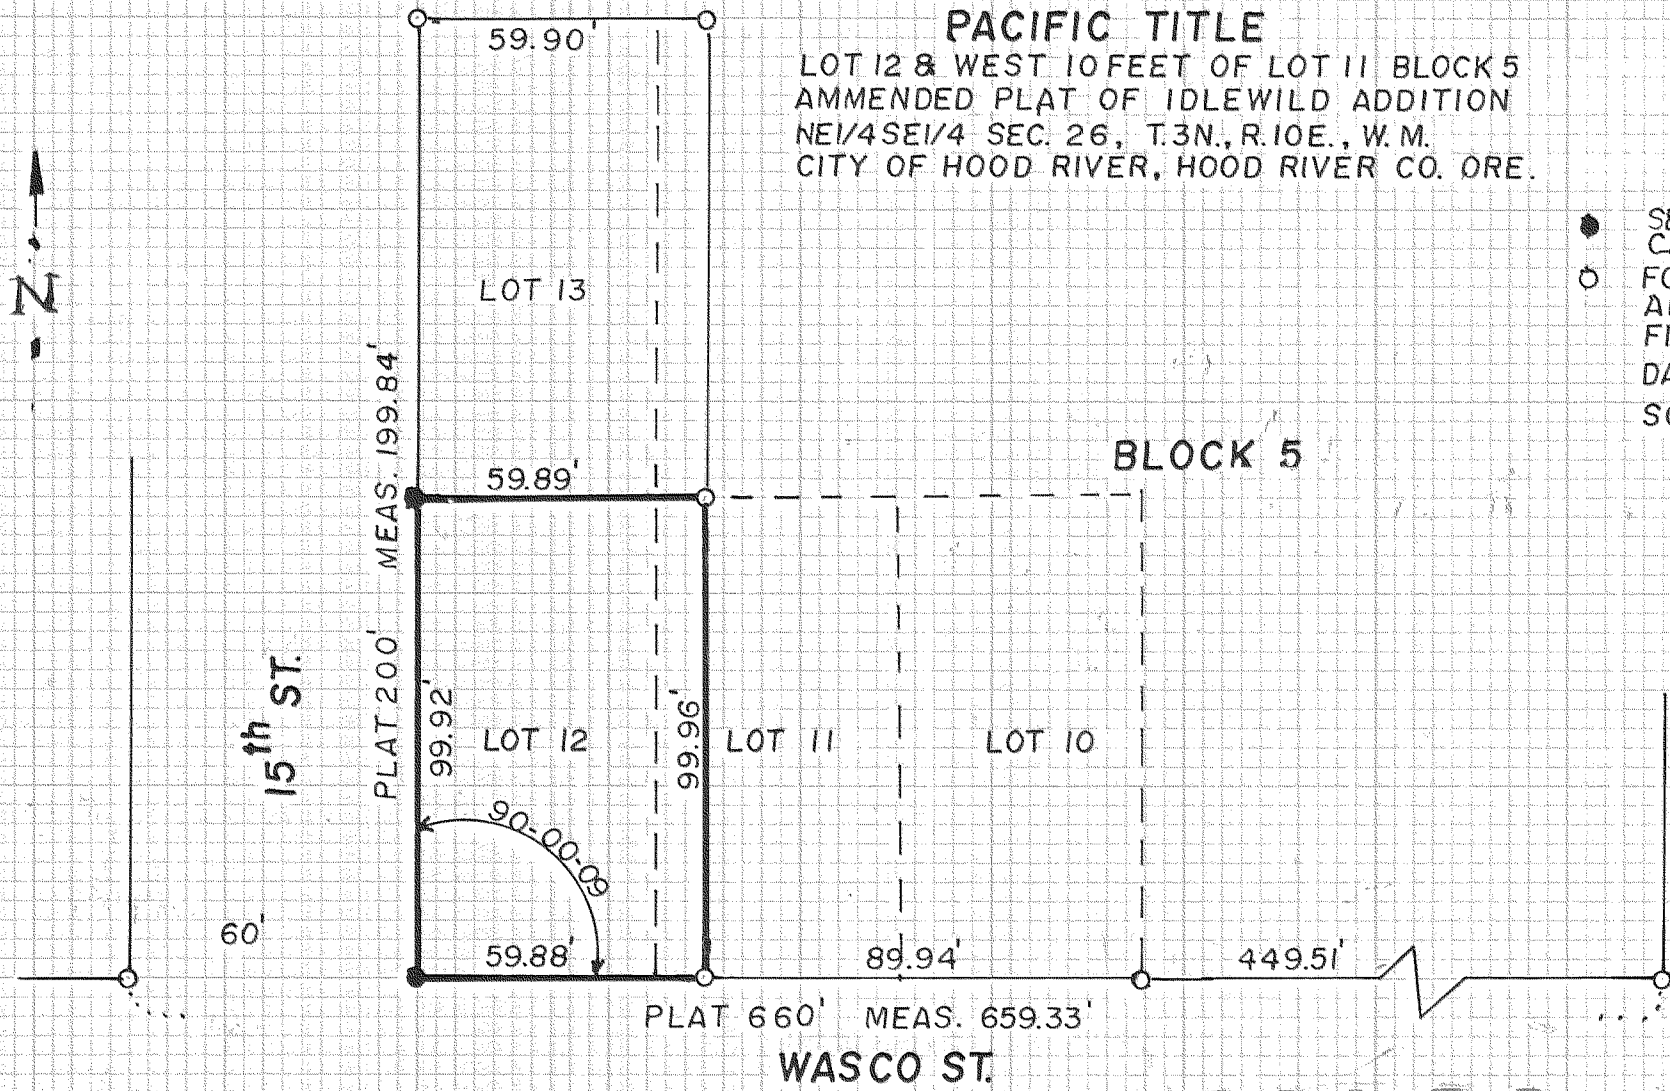 PACIFIC TITLE
LOT 12 & WEST 10 FEET OF LOT 11 BLOCK 5
AMMENDED PLAT OF IDLEWILD ADDITION
NE1/4 SE1/4 SEC. 26, T.3N., R.10E., W.M.
CITY OF HOOD RIVER, HOOD RIVER CO. ORE.
59.90'
N
LOT 13
PLAT 200' MEAS. 199.84'
59.89'
BLOCK 5
15th ST.
99.92'
LOT 12
99.96'
LOT 11
LOT 10
90-00-09
60'
59.88'
89.94'
449.51'
PLAT 660' MEAS. 659.33'
WASCO ST.